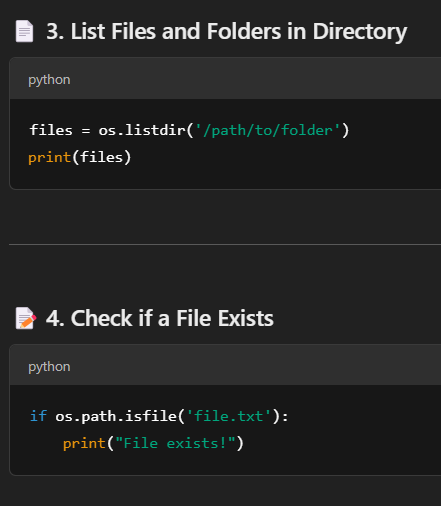 3. List Files and Folders in Directory
python
files = os.listdir('/path/to/folder')
print(files)
4. Check if a File Exists
python
if os.path.isfile('file.txt'):
    print("File exists!")